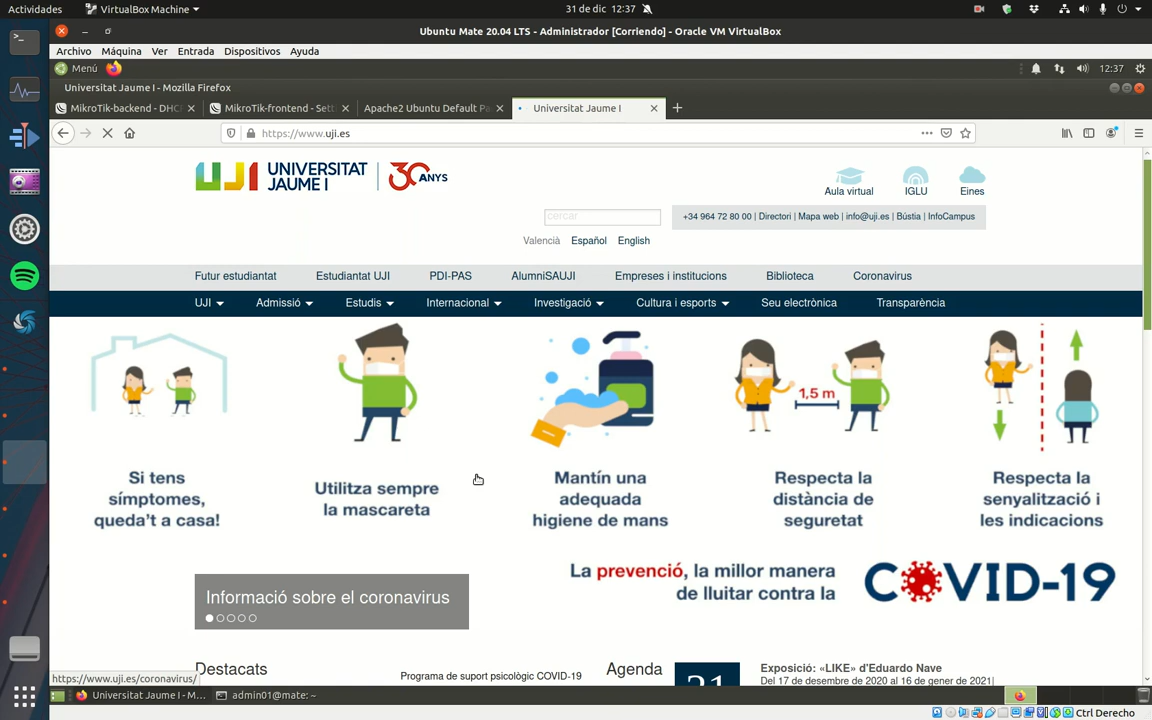 Actividades
VirtualBox Machine
31 de dic 12:37
Ubuntu Mate 20.04 LTS - Administrador [Corriendo] - Oracle VM VirtualBox
Archivo Máquina Ver Entrada Dispositivos Ayuda
Menú
12:37
Universitat Jaume I - Mozilla Firefox
MikroTik-backend - DHC
MikroTik-frontend - Sett
Apache2 Ubuntu Default Pa
Universitat Jaume I
https://www.uji.es
UJI UNIVERSITAT JAUME I 30 ANYS
Aula virtual IGLU Eines
cercar
+34 964 72 80 00 | Directori | Mapa web | info@uji.es | Bústia | InfoCampus
Valencià Español English
Futur estudiantat Estudiantat UJI PDI-PAS AlumniSAUJI Empreses i institucions Biblioteca Coronavirus
UJI Admissió Estudis Internacional Investigació Cultura i esports Seu electrònica Transparència
1,5 m
Si tens
símptomes,
queda't a casa!
Utilitza sempre
la mascareta
Mantín una
adequada
higiene de mans
Respecta la
distància de
seguretat
Respecta la
senyalització i
les indicacions
La prevenció, la millor manera
de lluitar contra la
COVID-19
Informació sobre el coronavirus
Destacats
Programa de suport psicològic COVID-19
Agenda
31
Exposició: «LIKE» d'Eduardo Nave
Del 17 de desembre de 2020 al 16 de gener de 2021|
https://www.uji.es/coronavirus/
Universitat Jaume I - M...
admin01@mate: ~
Ctrl Derecho